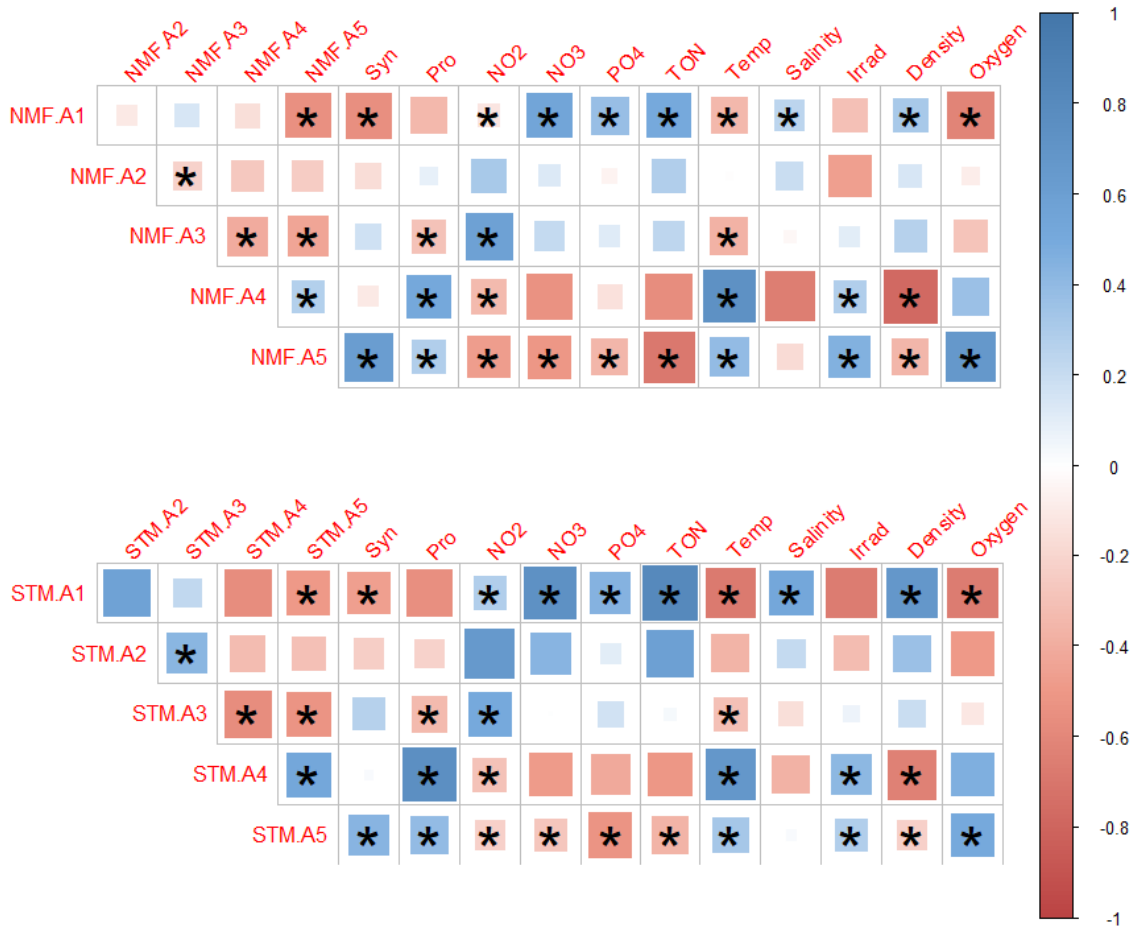 NMF.A2 NMF.A3 NMF.A4 NMF.A5 Syn Pro NO2 NO3 PO4 TON Temp Salinity Irrad Density Oxygen
NMF.A1 * * * * * * * * * *
NMF.A2 *
NMF.A3 * * * * *
NMF.A4 * * * * * *
NMF.A5 * * * * * * * * * *
STM.A2 STM.A3 STM.A4 STM.A5 Syn Pro NO2 NO3 PO4 TON Temp Salinity Irrad Density Oxygen
STM.A1 * * * * * * * * * *
STM.A2 *
STM.A3 * * * * *
STM.A4 * * * * * *
STM.A5 * * * * * * * * * *
1
0.8
0.6
0.4
0.2
0
-0.2
-0.4
-0.6
-0.8
-1